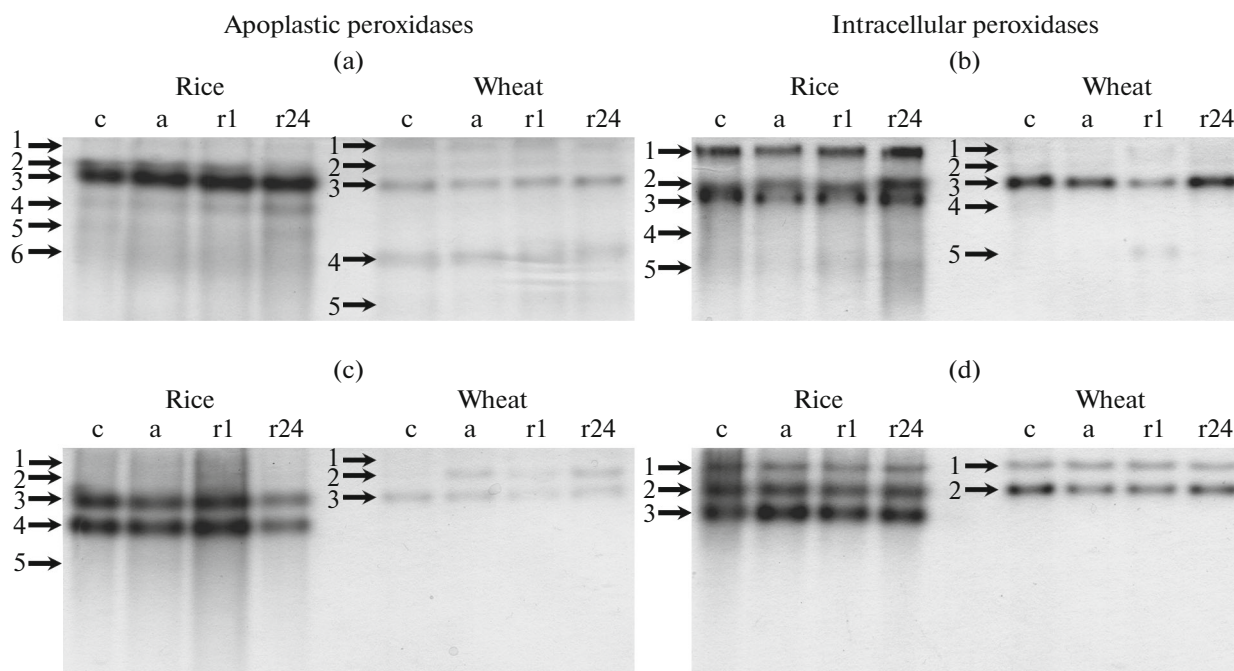 Apoplastic peroxidases Intracellular peroxidases
(a) (b)
Rice Wheat Rice Wheat
c a r1 r24 c a r1 r24 c a r1 r24 c a r1 r24
1 2 3 4 5 6
1 2 3 4 5
1 2 3 4 5
1 2 3 4 5
(c) (d)
Rice Wheat Rice Wheat
c a r1 r24 c a r1 r24 c a r1 r24 c a r1 r24
1 2 3 4 5
1 2 3
1 2 3
1 2